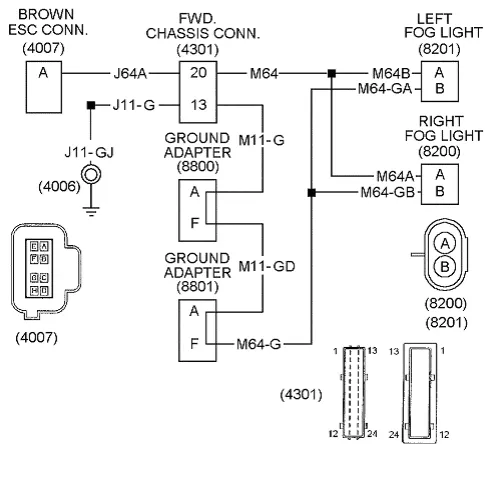 BROWN
ESC CONN.
(4007)
FWD.
CHASSIS CONN.
(4301)
LEFT
FOG LIGHT
(8201)
A
J64A
20
M64
M64B
A
M64-GA
B
J11-G
13
RIGHT
FOG LIGHT
(8200)
GROUND
ADAPTER
(8800)
M11-G
J11-GJ
(4006)
A
F
M64A
A
M64-GB
B
GROUND
ADAPTER
(8801)
M11-GD
A
F
M64-G
E A
F B
G C
H D
(4007)
A
B
(8200)
(8201)
1 13
13 1
(4301)
12 24
24 12